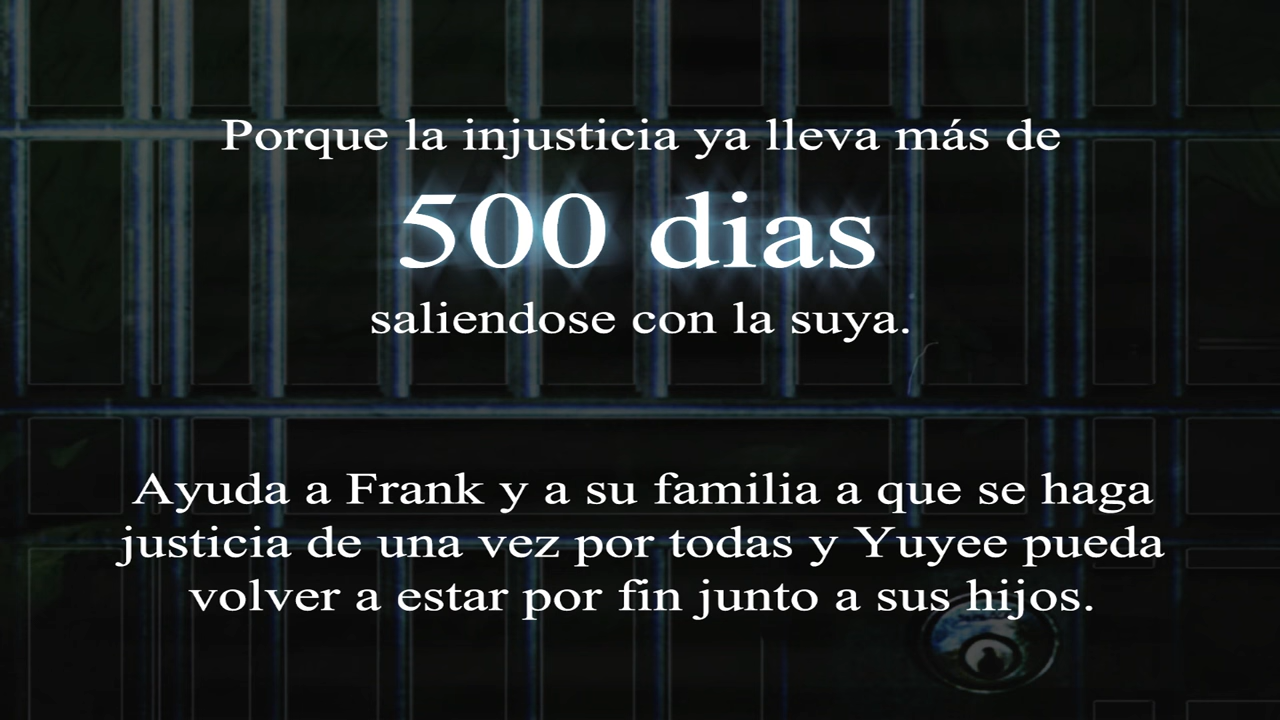 Porque la injusticia ya lleva más de
500 dias
saliendose con la suya.
Ayuda a Frank y a su familia a que se haga
justicia de una vez por todas y Yuyee pueda
volver a estar por fin junto a sus hijos.